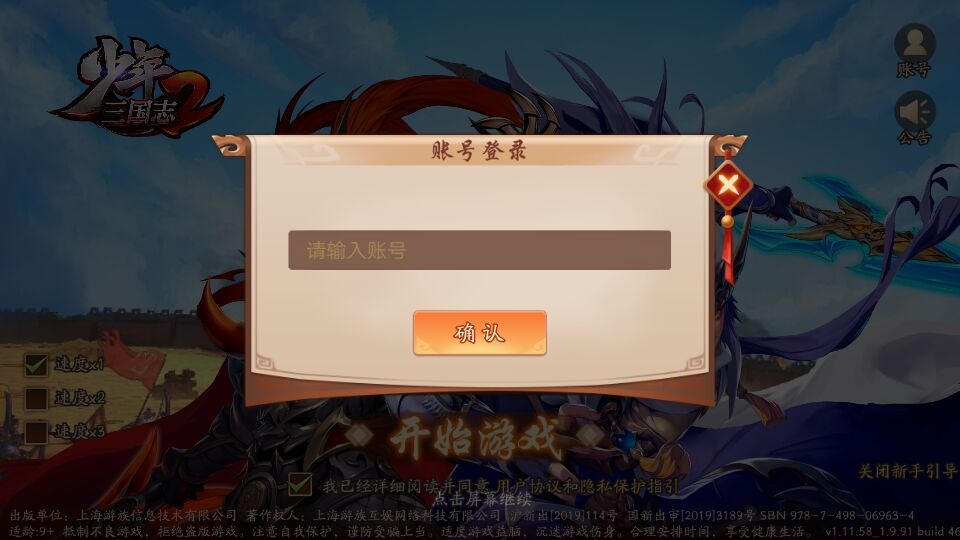 少年
三国志2
账号
公告
账号登录
请输入账号
确认
速度x1
速度x2
速度x3
开始游戏
关闭新手引导
我已经详细阅读并同意 用户协议和隐私保护指引
点击屏幕继续
出版单位：上海游族信息技术有限公司 著作权人：上海游族互娱网络科技有限公司 沪新出[2019]114号 国新出审[2019]3189号 SBN 978-7-498-06963-4
适龄:9+ 抵制不良游戏，拒绝盗版游戏。注意自我保护，谨防受骗上当。适度游戏益脑，沉迷游戏伤身。合理安排时间，享受健康生活。 v1.11.58_1.9.91 build 46